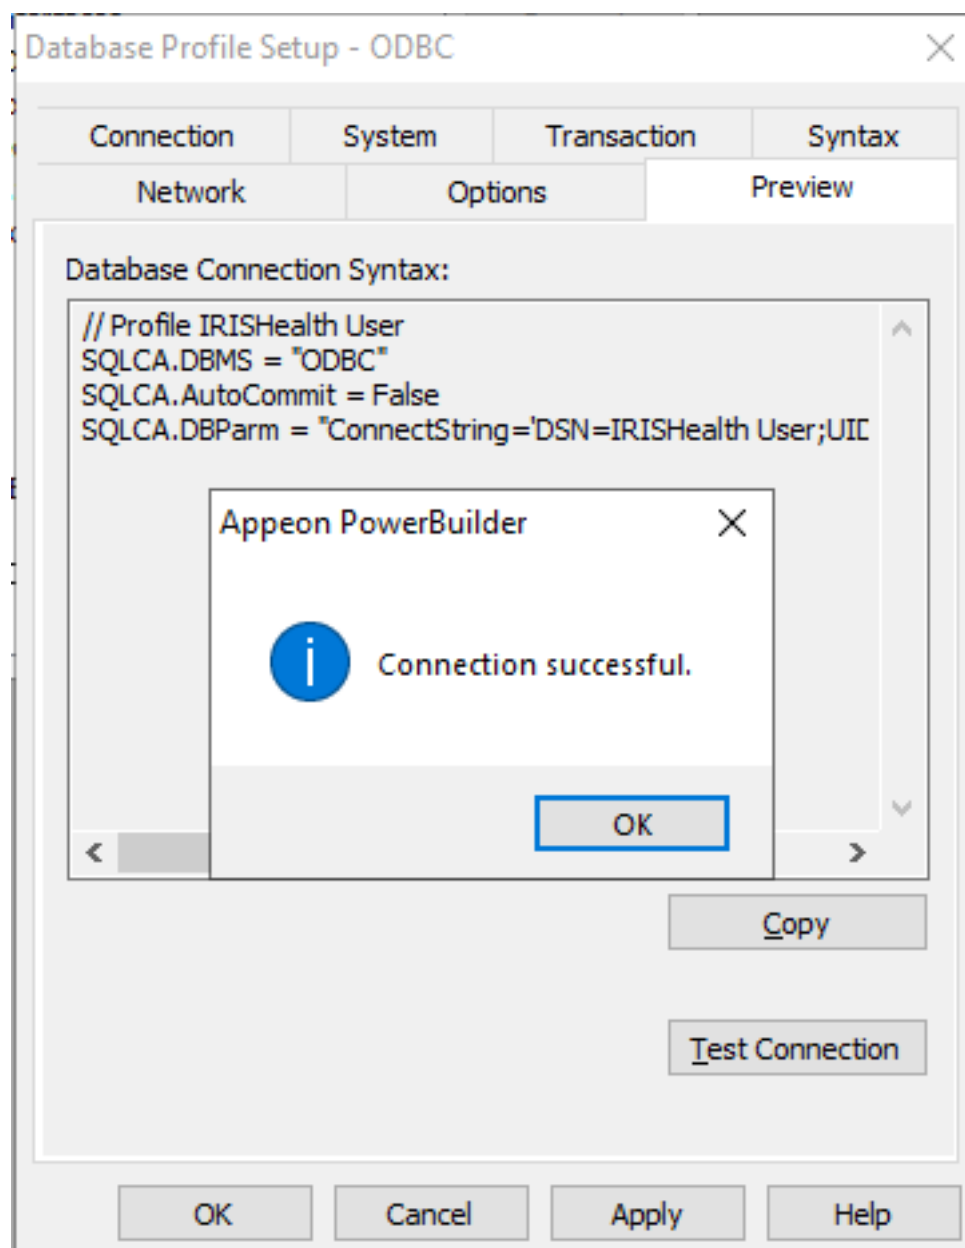 Database Profile Setup - ODBC
Connection System Transaction Syntax
Network Options Preview
Database Connection Syntax:
// Profile IRISHealth User
SQLCA.DBMS = "ODBC"
SQLCA.AutoCommit = False
SQLCA.DBParm = "ConnectString='DSN=IRISHealth User;UID
Appeon PowerBuilder
Connection successful.
OK
Copy
Test Connection
OK Cancel Apply Help